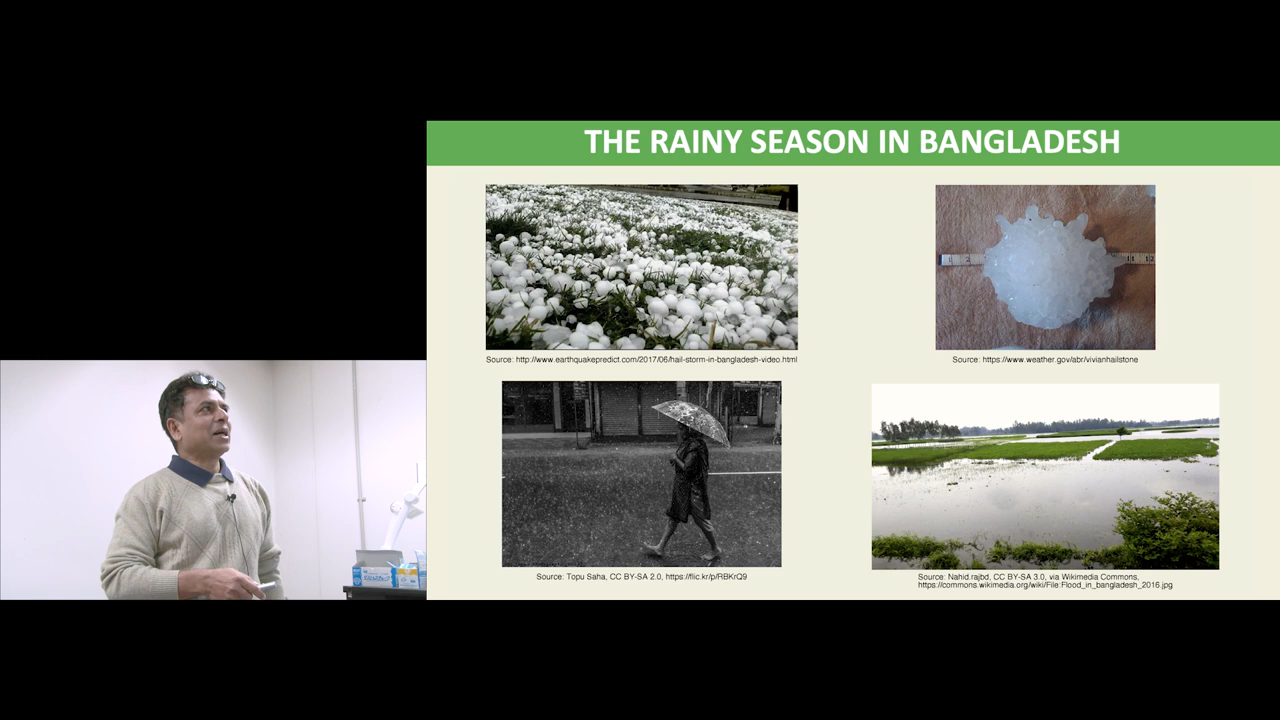 THE RAINY SEASON IN BANGLADESH
Source: http://www.earthquakepredict.com/2017/06/hail-storm-in-bangladesh-video.html
Source: https://www.weather.gov/abr/vivianhailstone
Source: Topu Saha, CC BY-SA 2.0, https://flic.kr/p/RBKrQ9
Source: Nahid.rajbd, CC BY-SA 3.0, via Wikimedia Commons,
https://commons.wikimedia.org/wiki/File:Flood_in_bangladesh_2016.jpg